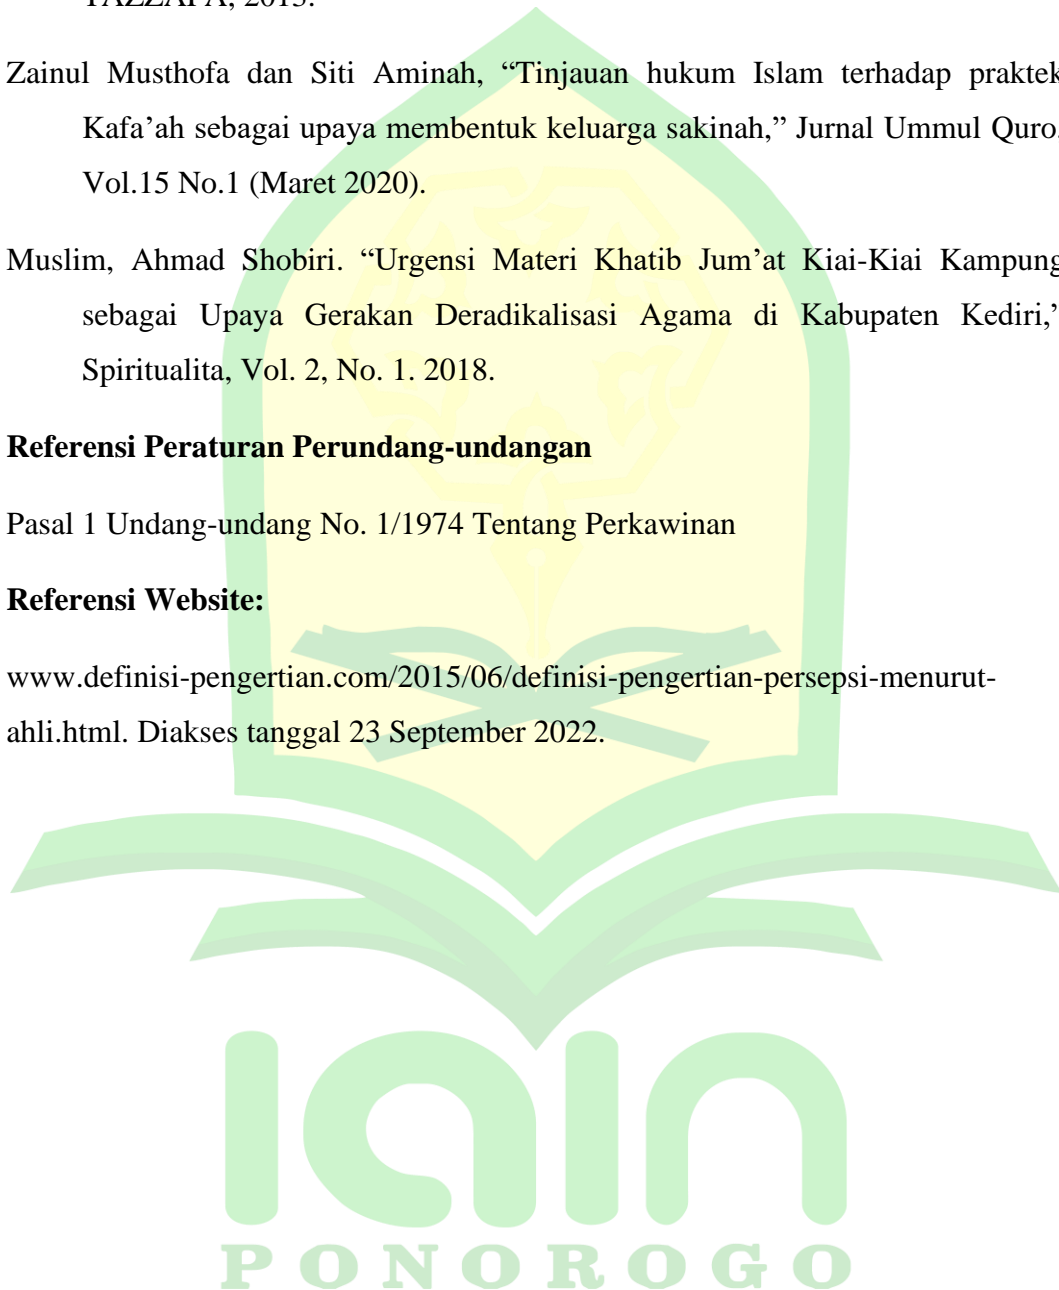 TAZZAFA, 2013.
Zainul Musthofa dan Siti Aminah, “Tinjauan hukum Islam terhadap praktek
Kafa’ah sebagai upaya membentuk keluarga sakinah,” Jurnal Ummul Quro.
Vol.15 No.1 (Maret 2020).
Muslim, Ahmad Shobiri. “Urgensi Materi Khatib Jum’at Kiai-Kiai Kampung
sebagai Upaya Gerakan Deradikalisasi Agama di Kabupaten Kediri,”
Spiritualita, Vol. 2, No. 1. 2018.
Referensi Peraturan Perundang-undangan
Pasal 1 Undang-undang No. 1/1974 Tentang Perkawinan
Referensi Website:
www.definisi-pengertian.com/2015/06/definisi-pengertian-persepsi-menurut-
ahli.html. Diakses tanggal 23 September 2022.
iain
PONOROGO